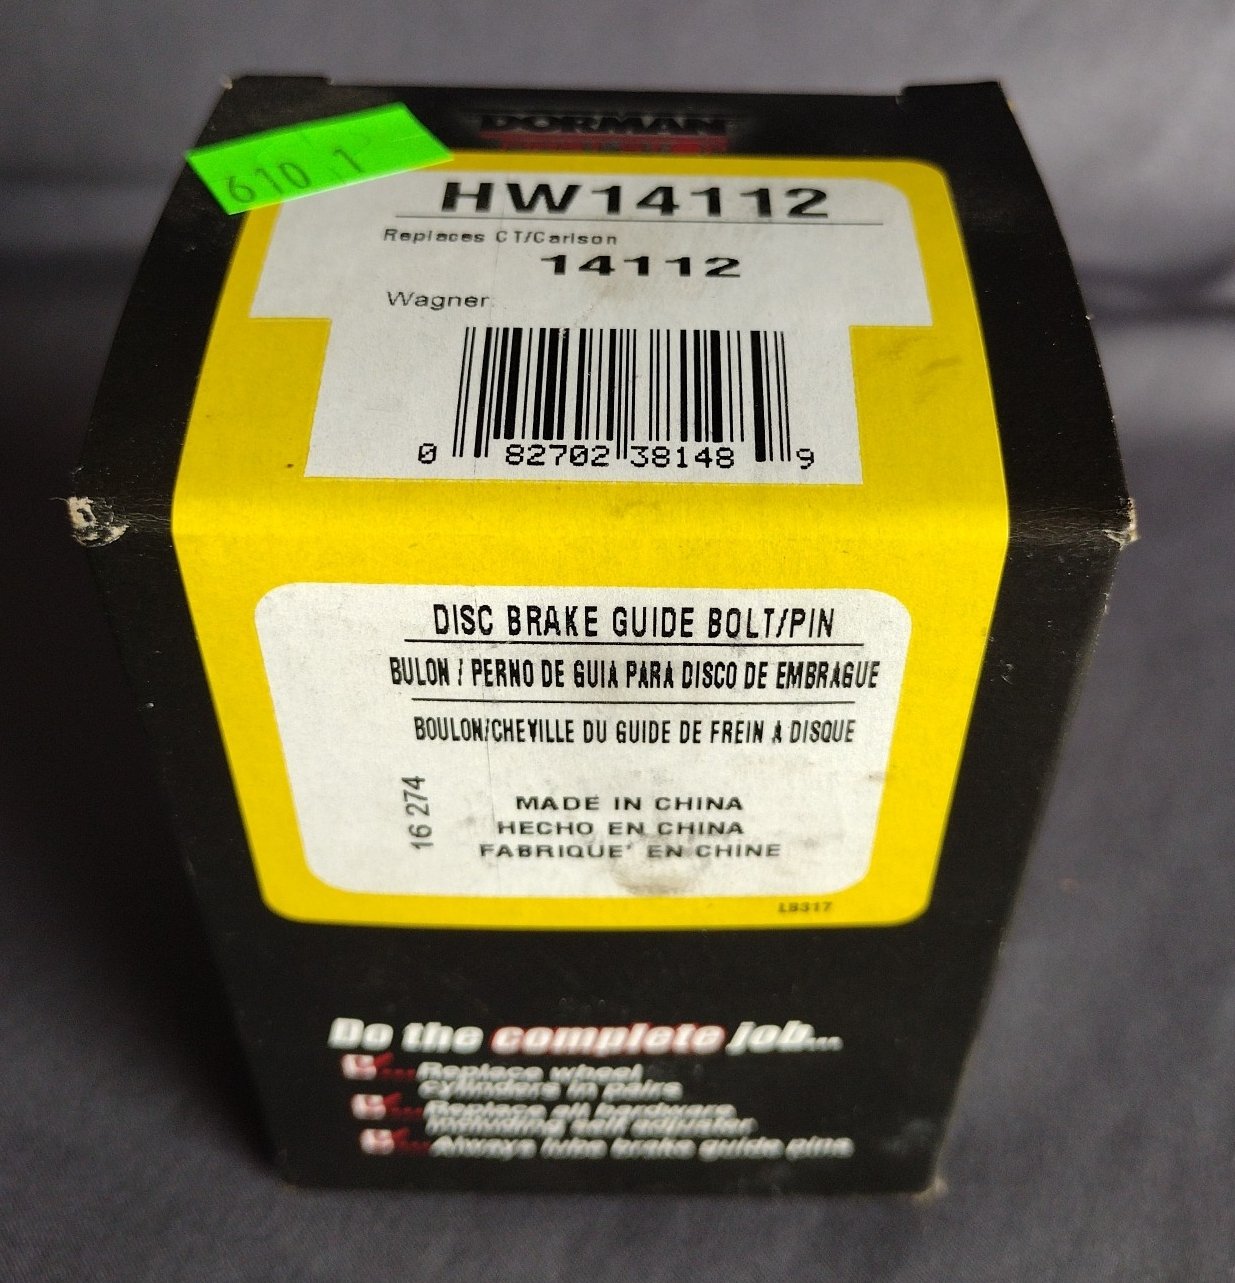 DORMAN
610 1
HW14112
Replaces CT/Carlson
14112
Wagner
0 82702 38148 9
DISC BRAKE GUIDE BOLT/PIN
BULON / PERNO DE GUIA PARA DISCO DE EMBRAGUE
BOULON/CHEVILLE DU GUIDE DE FREIN A DISQUE
16 274
MADE IN CHINA
HECHO EN CHINA
FABRIQUE' EN CHINE
LB317
Do the complete job...
Replace wheel
cylinders in pairs
Replace all hardware
including self adjuster
Always lube brake guide pins